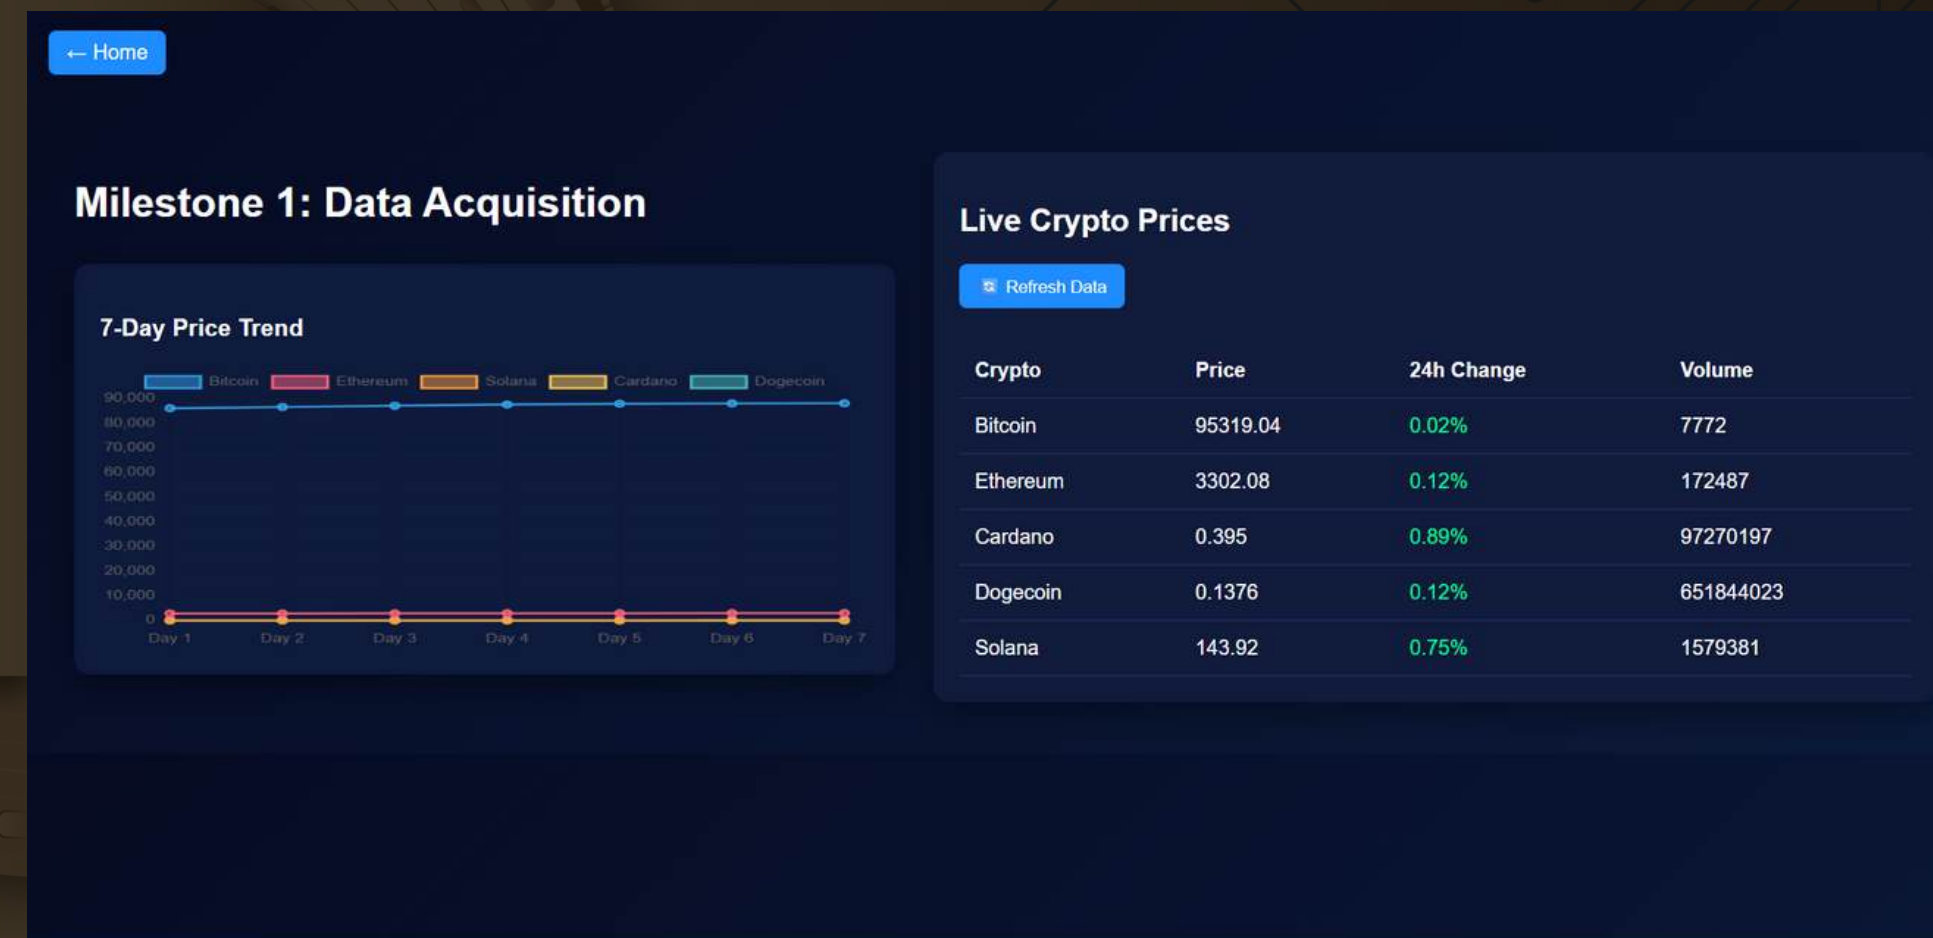 ← Home
Milestone 1: Data Acquisition
7-Day Price Trend
Bitcoin Ethereum Solana Cardano Dogecoin
90,000
80,000
70,000
60,000
50,000
40,000
30,000
20,000
10,000
0
Day 1 Day 2 Day 3 Day 4 Day 5 Day 6 Day 7
Live Crypto Prices
Refresh Data
Crypto Price 24h Change Volume
Bitcoin 95319.04 0.02% 7772
Ethereum 3302.08 0.12% 172487
Cardano 0.395 0.89% 97270197
Dogecoin 0.1376 0.12% 651844023
Solana 143.92 0.75% 1579381